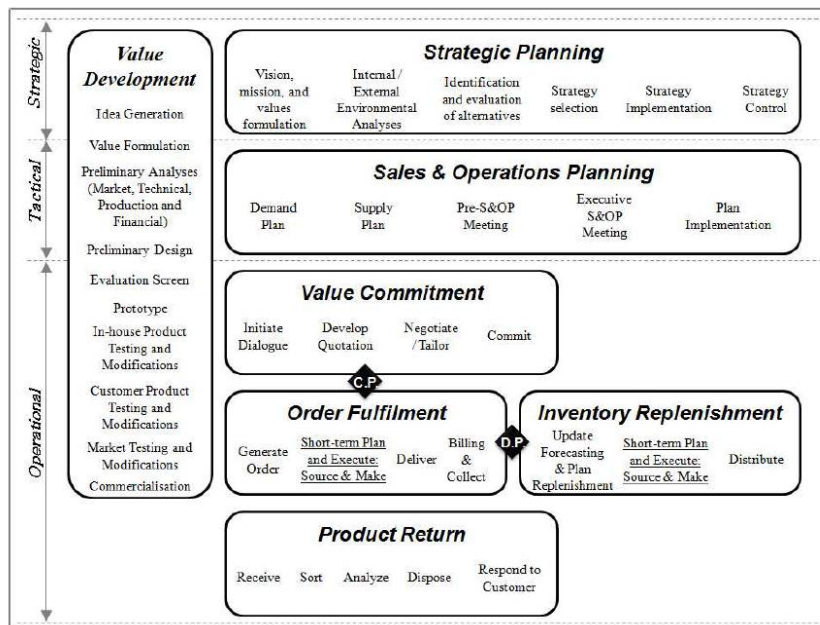 Strategic
Tactical
Operational
Value
Development
Idea Generation
Value Formulation
Preliminary Analyses
(Market, Technical,
Production and
Financial)
Preliminary Design
Evaluation Screen
Prototype
In-house Product
Testing and
Modifications
Customer Product
Testing and
Modifications
Market Testing and
Modifications
Commercialisation
Strategic Planning
Vision,
mission, and
values
formulation
Internal /
External
Environmental
Analyses
Identification
and evaluation
of alternatives
Strategy
selection
Strategy
Implementation
Strategy
Control
Sales & Operations Planning
Demand
Plan
Supply
Plan
Pre-S&OP
Meeting
Executive
S&OP
Meeting
Plan
Implementation
Value Commitment
Initiate
Dialogue
Develop
Quotation
Negotiate
/Tailor
Commit
C.P.
Order Fulfilment
Generate
Order
Short-term Plan
and Execute:
Source & Make
Deliver
Billing
&
Collect
D.P.
Inventory Replenishment
Update
Forecasting
& Plan
Replenishment
Short-term Plan
and Execute:
Source & Make
Distribute
Product Return
Receive
Sort
Analyze
Dispose
Respond to
Customer